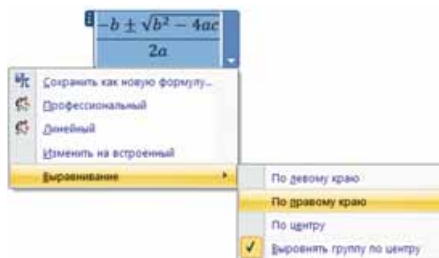 −b ± √b² − 4ac
2a
Сохранить как новую формулу...
Профессиональный
Линейный
Изменить на встроенный
Выравнивание
По левому краю
По правому краю
По центру
Выровнять группу по центру